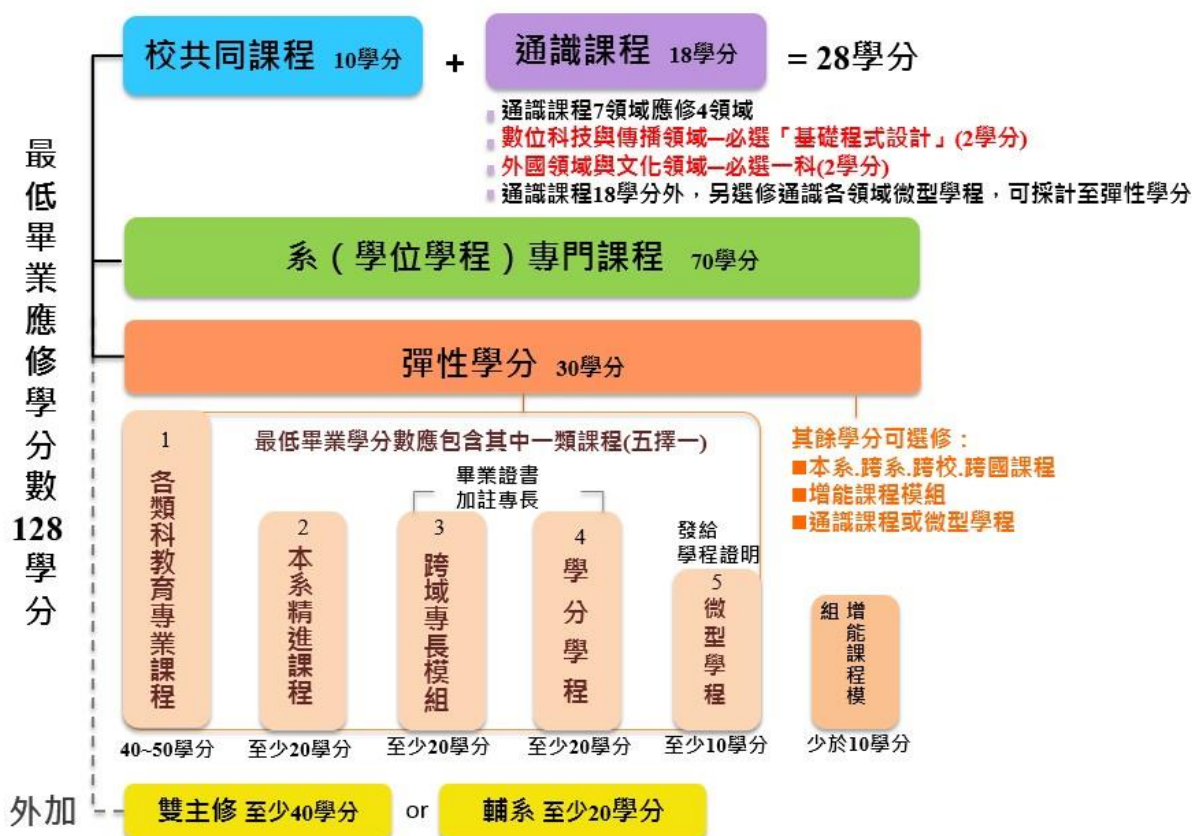 校共同課程 10學分 + 通識課程 18學分 = 28學分
通識課程7領域應修4領域
數位科技與傳播領域─必選「基礎程式設計」(2學分)
外國領域與文化領域─必選一科(2學分)
通識課程18學分外，另選修通識各領域微型學程，可採計至彈性學分
最低畢業應修學分數128學分
系（學位學程）專門課程 70學分
彈性學分 30學分
最低畢業學分數應包含其中一類課程(五擇一)
畢業證書
加註專長
發給
學程證明
1 各類科教育專業課程
2 本系精進課程
3 跨域專長模組
4 學分學程
5 微型學程
其餘學分可選修：
■本系.跨系.跨校.跨國課程
■增能課程模組
■通識課程或微型學程
增能課程模
組
40~50學分
至少20學分
至少20學分
至少20學分
至少10學分
少於10學分
外加
雙主修 至少40學分 or 輔系 至少20學分